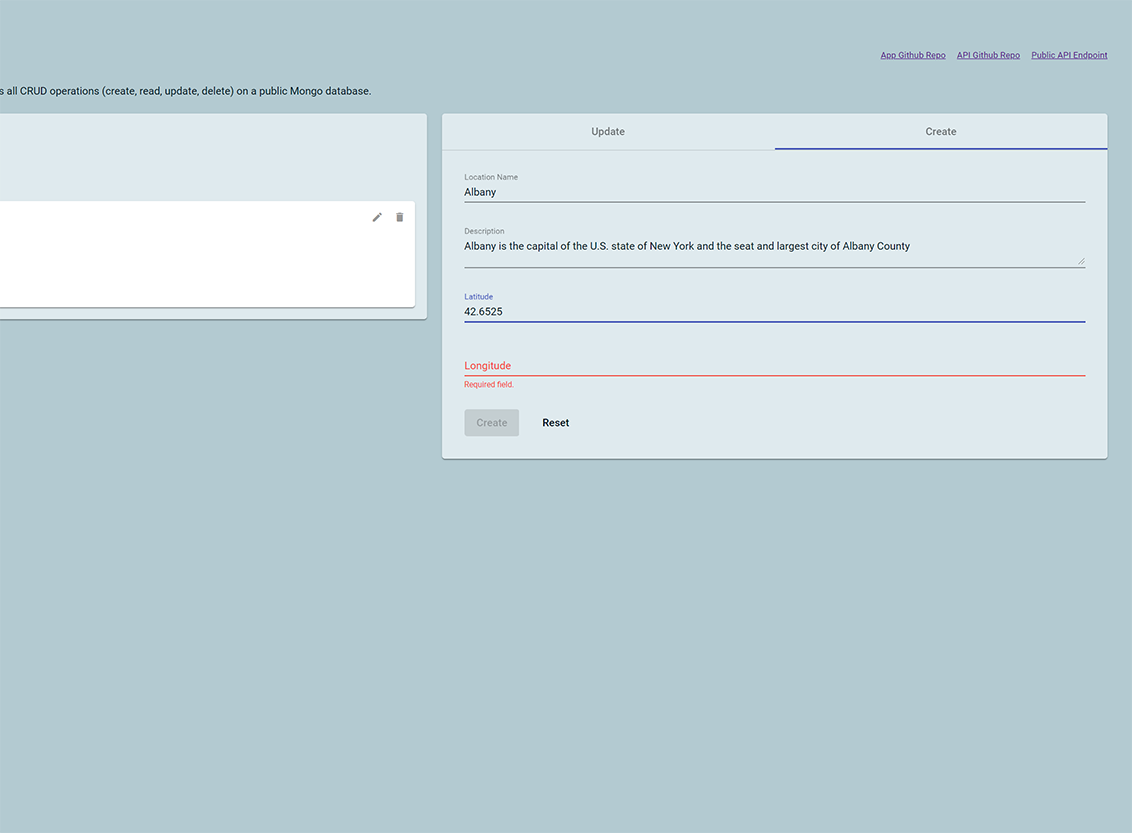 App Github Repo API Github Repo Public API Endpoint
s all CRUD operations (create, read, update, delete) on a public Mongo database.
Update Create
Location Name
Albany
Description
Albany is the capital of the U.S. state of New York and the seat and largest city of Albany County
Latitude
42.6525
Longitude
Required field.
Create Reset